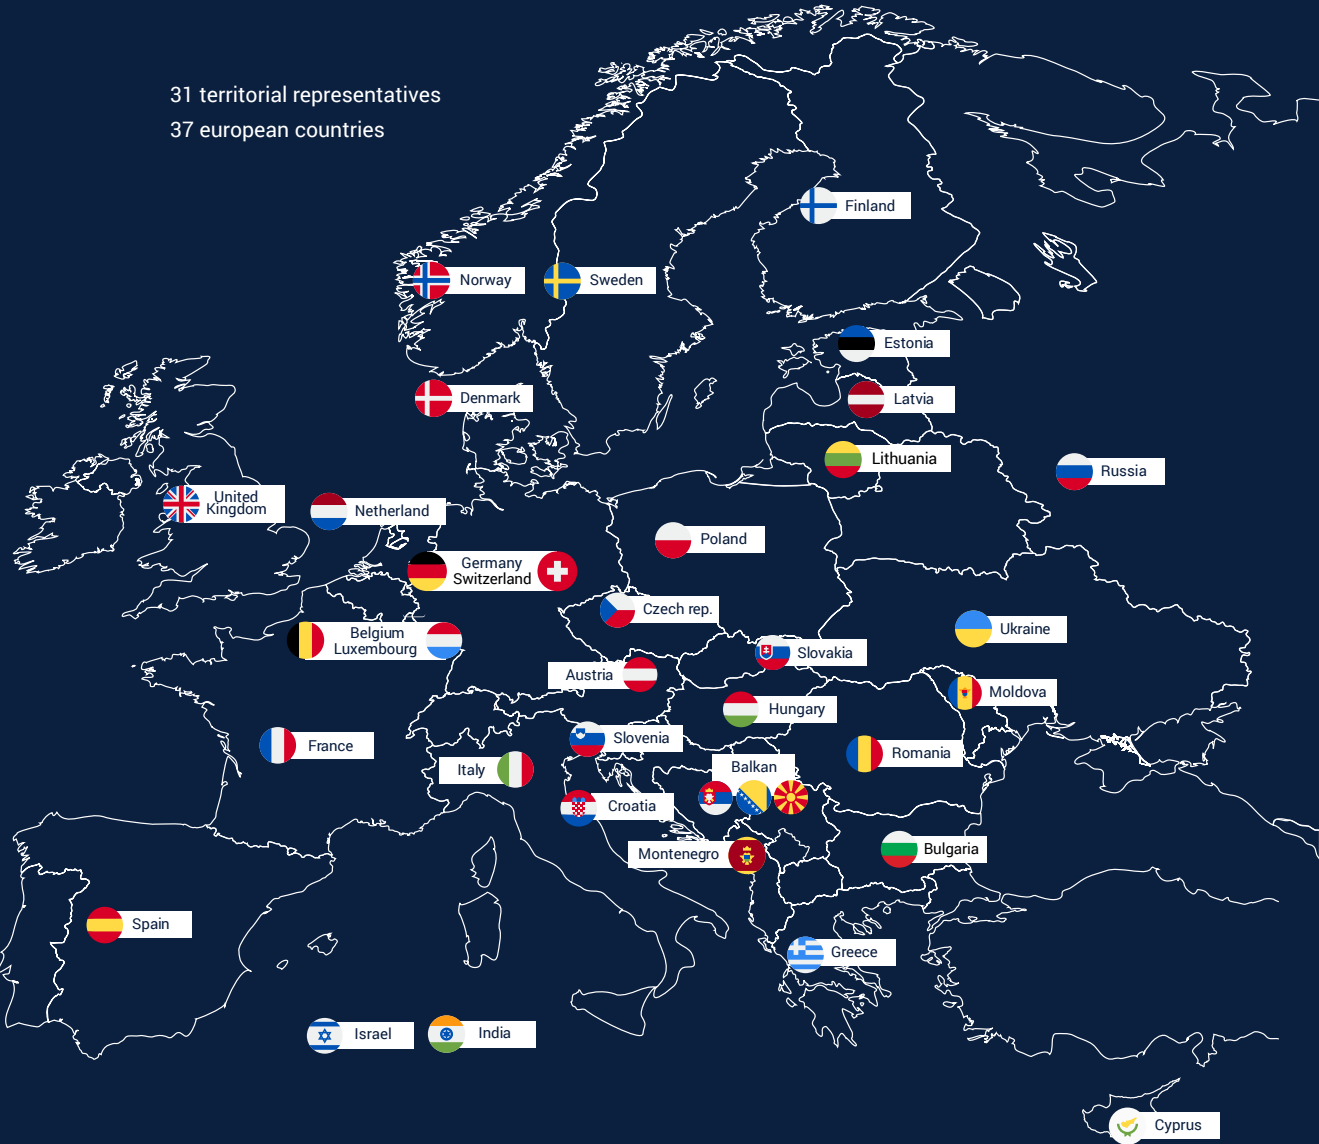 31 territorial representatives
37 european countries
Finland
Norway
Sweden
Estonia
Denmark
Latvia
Lithuania
Russia
United
Kingdom
Netherland
Poland
Germany
Switzerland
Czech rep.
Ukraine
Belgium
Luxembourg
Slovakia
Austria
Moldova
Hungary
Slovenia
France
Romania
Italy
Balkan
Croatia
Montenegro
Bulgaria
Spain
Greece
Israel
India
Cyprus